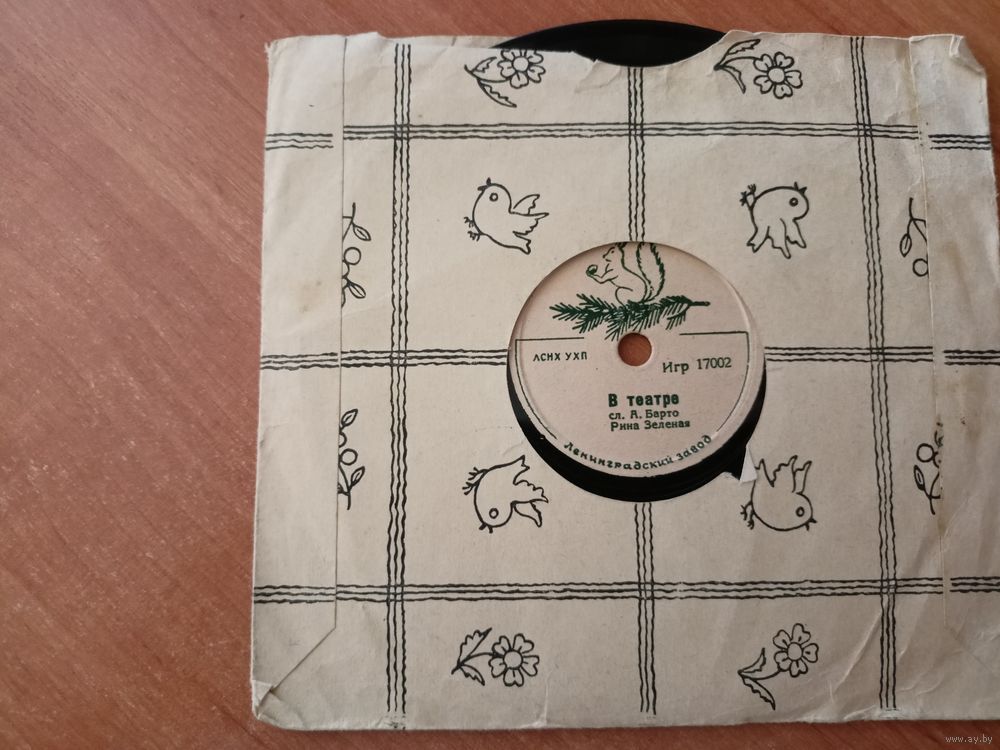 ЛСНХ УХП
Игр 17002
В театре
сл. А. Барто
Рина Зеленая
Ленинградский завод
www.ay.by